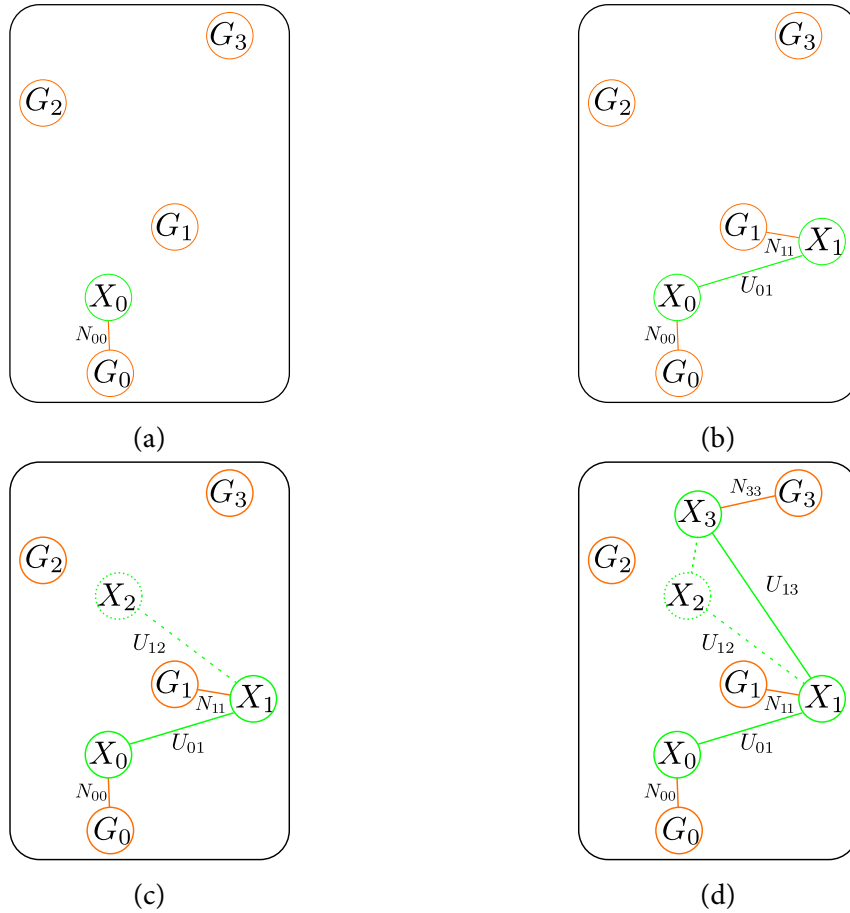 G₃ G₃
G₂ G₂
G₁ G₁ N₁₁ X₁
X₀ X₀ U₀₁
N₀₀ N₀₀
G₀ G₀
(a) (b)
G₃ X₃ N₃₃ G₃
G₂ G₂
X₂ X₂ U₁₃
U₁₂ U₁₂
G₁ N₁₁ X₁ G₁ N₁₁ X₁
X₀ U₀₁ X₀ U₀₁
N₀₀ N₀₀
G₀ G₀
(c) (d)